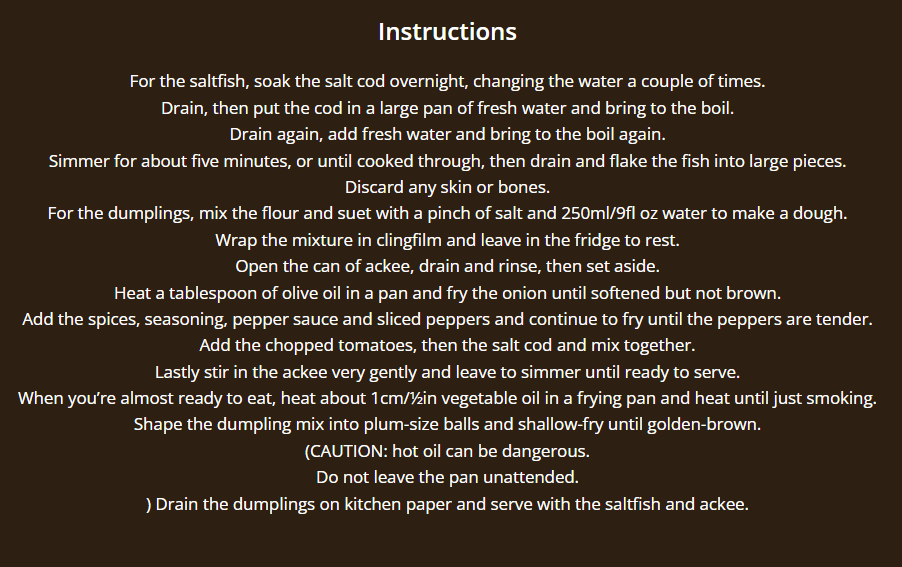 Instructions
For the saltfish, soak the salt cod overnight, changing the water a couple of times.
Drain, then put the cod in a large pan of fresh water and bring to the boil.
Drain again, add fresh water and bring to the boil again.
Simmer for about five minutes, or until cooked through, then drain and flake the fish into large pieces.
Discard any skin or bones.
For the dumplings, mix the flour and suet with a pinch of salt and 250ml/9fl oz water to make a dough.
Wrap the mixture in clingfilm and leave in the fridge to rest.
Open the can of ackee, drain and rinse, then set aside.
Heat a tablespoon of olive oil in a pan and fry the onion until softened but not brown.
Add the spices, seasoning, pepper sauce and sliced peppers and continue to fry until the peppers are tender.
Add the chopped tomatoes, then the salt cod and mix together.
Lastly stir in the ackee very gently and leave to simmer until ready to serve.
When you’re almost ready to eat, heat about 1cm/½in vegetable oil in a frying pan and heat until just smoking.
Shape the dumpling mix into plum-size balls and shallow-fry until golden-brown.
(CAUTION: hot oil can be dangerous.
Do not leave the pan unattended.
) Drain the dumplings on kitchen paper and serve with the saltfish and ackee.